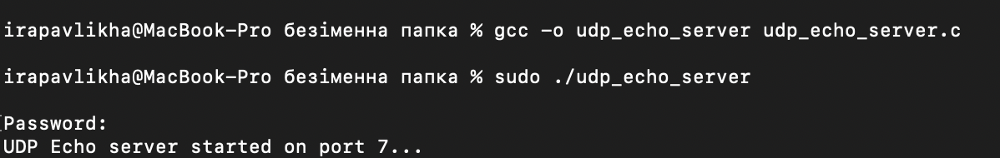 irapavlikha@MacBook-Pro безіменна папка % gcc -o udp_echo_server udp_echo_server.c
irapavlikha@MacBook-Pro безіменна папка % sudo ./udp_echo_server
Password:
UDP Echo server started on port 7...